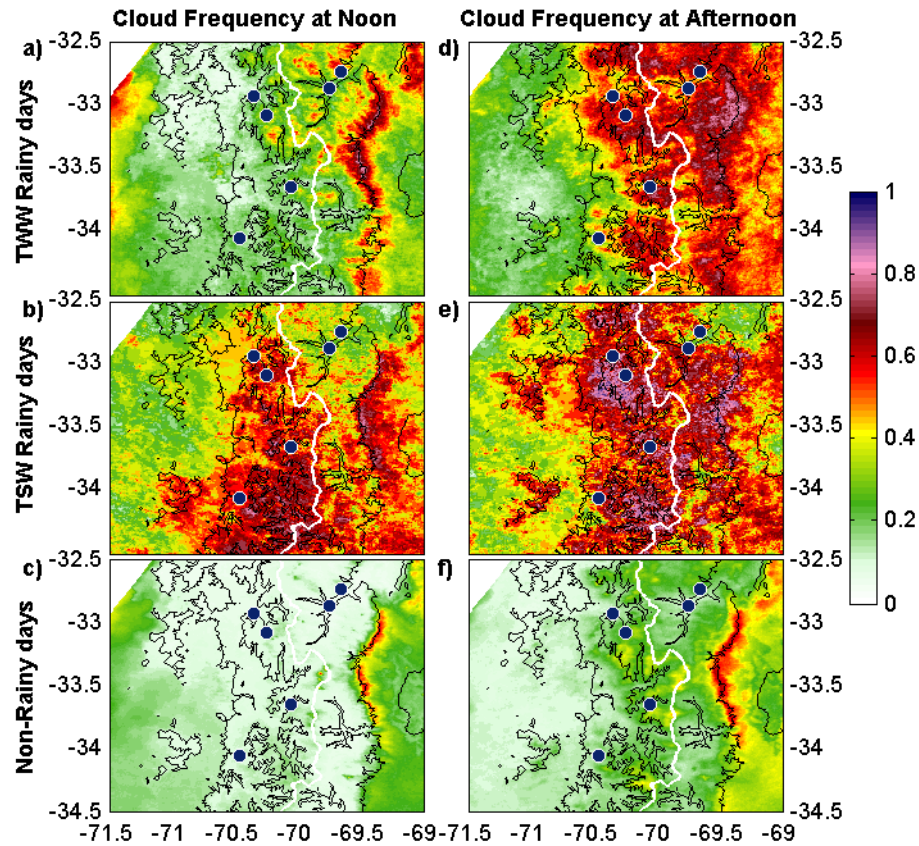 Cloud Frequency at Noon Cloud Frequency at Afternoon
a) -32.5 d) -32.5
TWW Rainy days
-33 -33
-33.5 -33.5
-34 -34
-32.5 -32.5
b) e)
TSW Rainy days
-33 -33
-33.5 -33.5
-34 -34
-32.5 -32.5
c) f)
Non-Rainy days
-33 -33
-33.5 -33.5
-34 -34
-34.5 -34.5
-71.5 -71 -70.5 -70 -69.5 -69 -71.5 -71 -70.5 -70 -69.5 -69
1
0.8
0.6
0.4
0.2
0